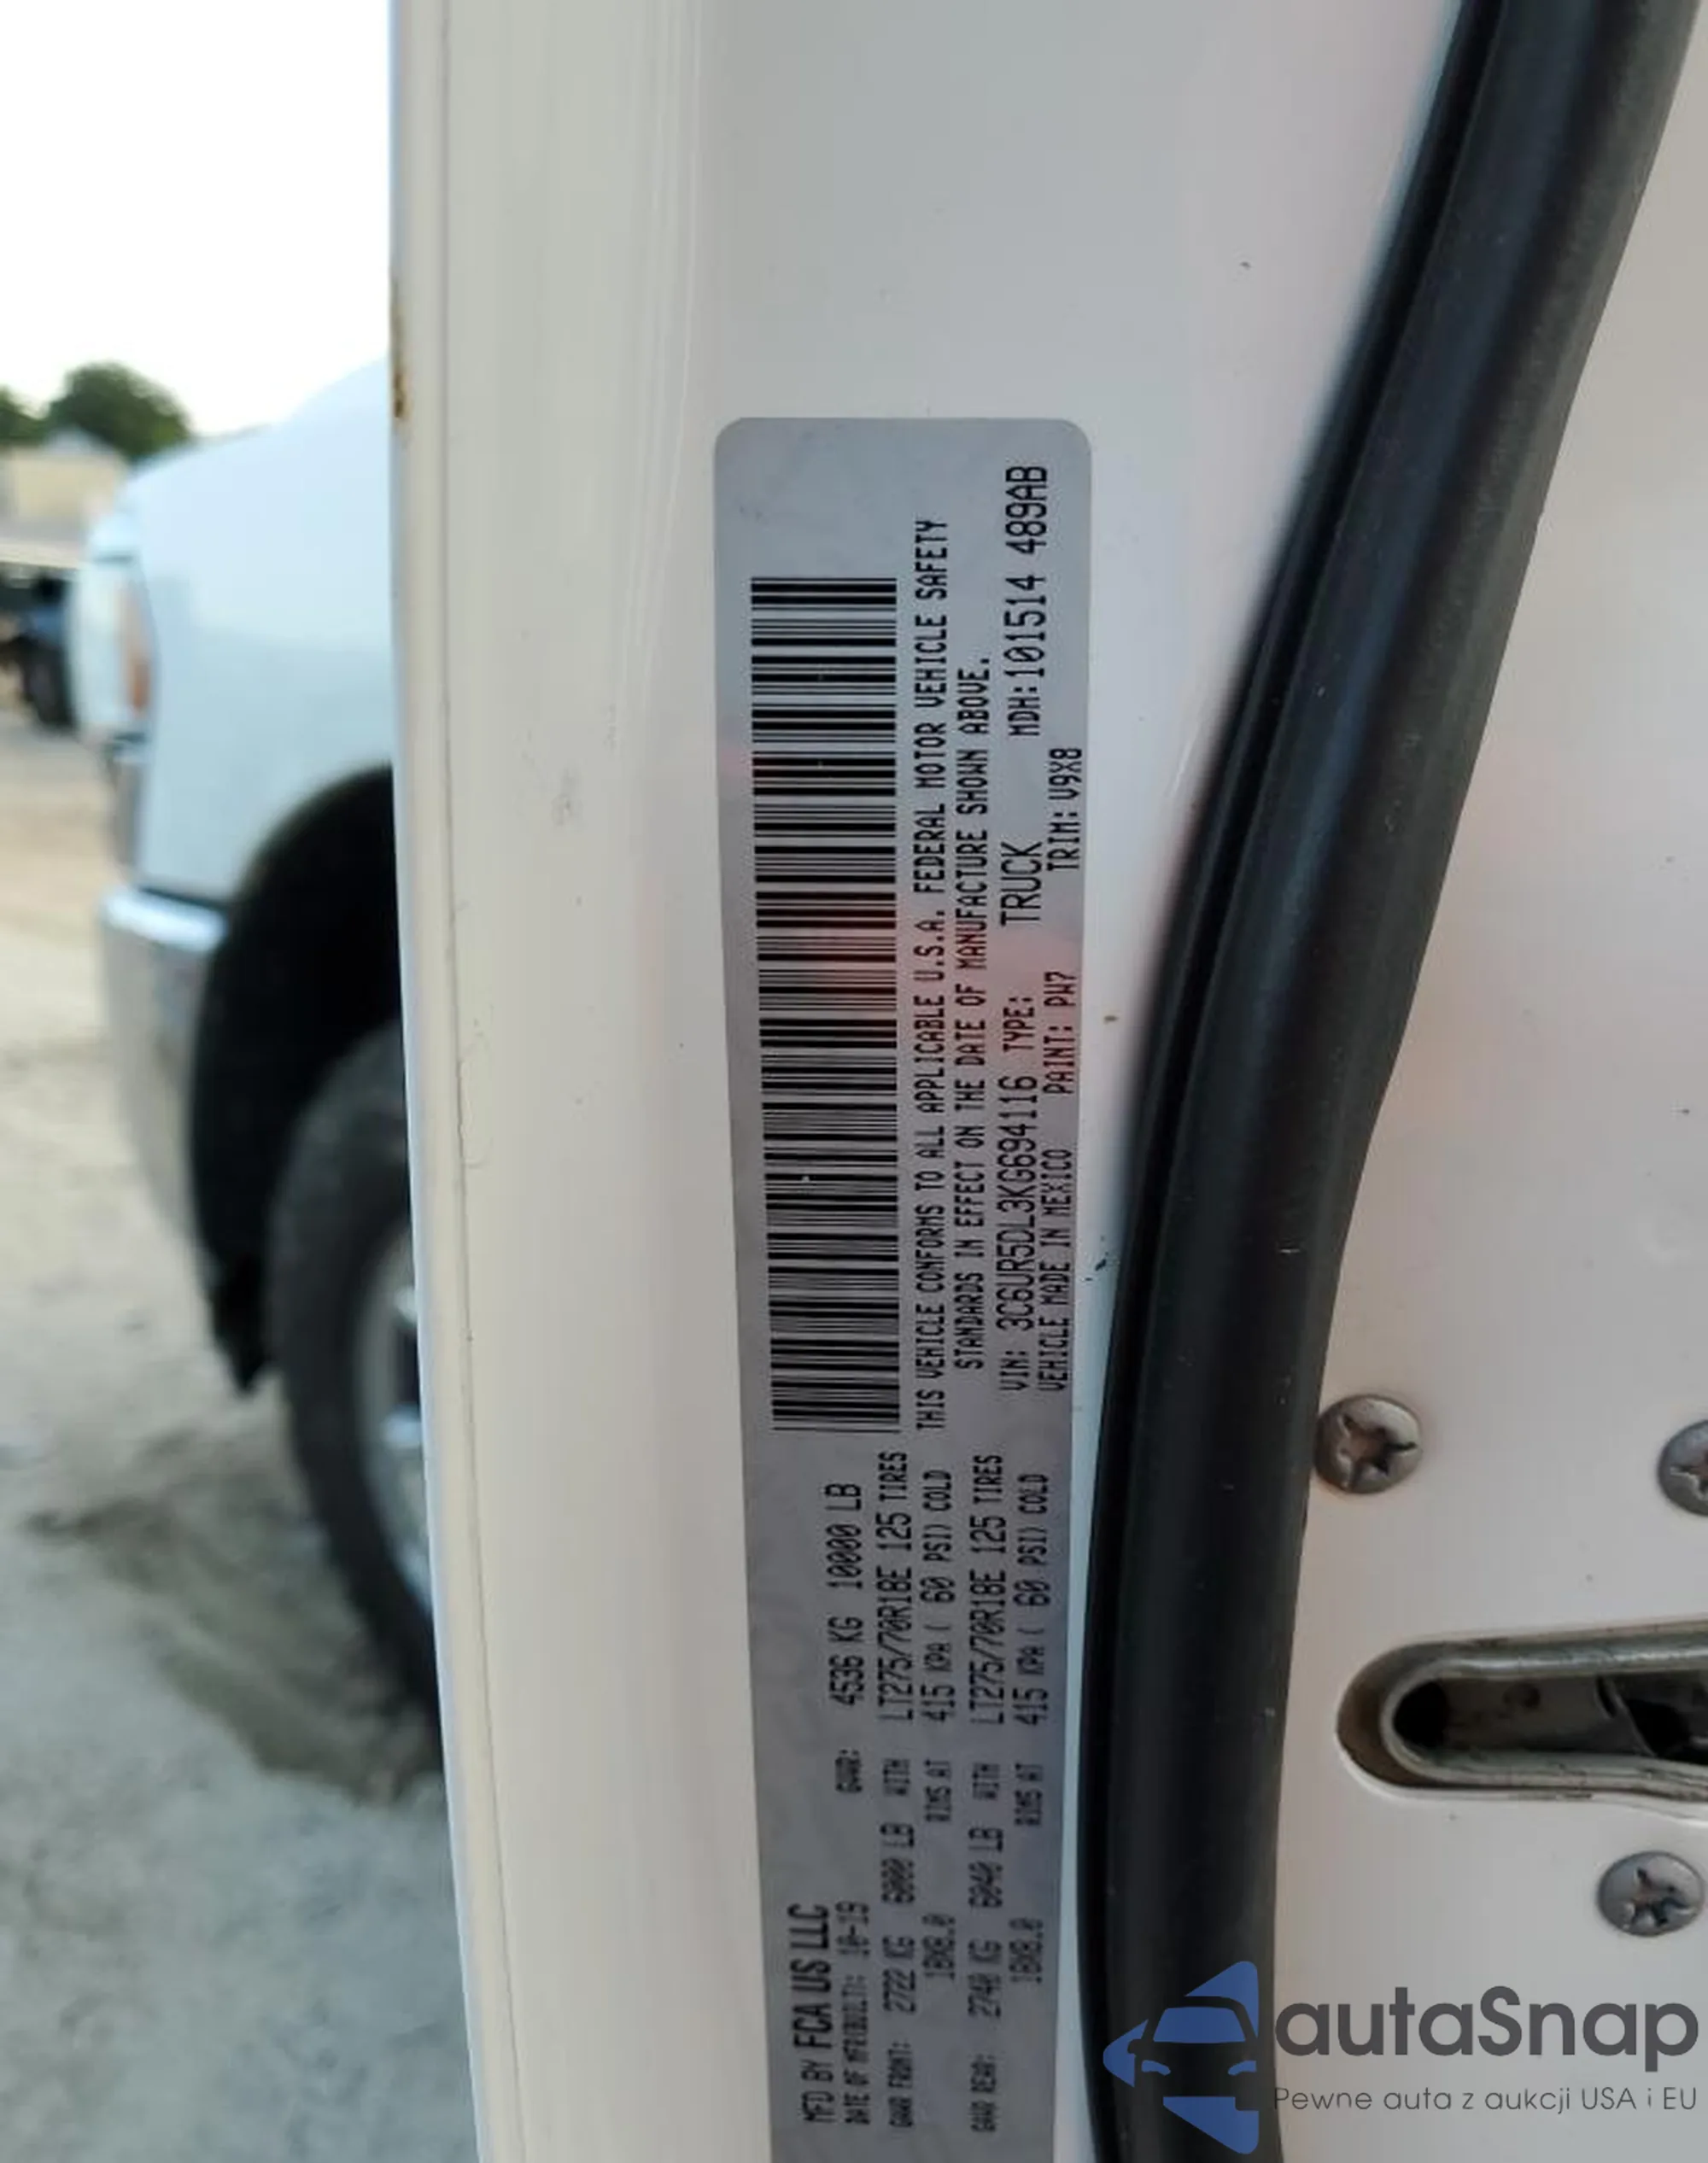 MFD BY FCA US LLC
DATE OF MFR(BUILT): 10-19
GVWR: 4536 KG 10000 LB
GAWR FRONT: 2722 KG 6000 LB WITH LT275/70R18E 125 TIRES
18X8.0 RIMS AT 415 KPA ( 60 PSI) COLD
GAWR REAR: 2740 KG 6040 LB WITH LT275/70R18E 125 TIRES
18X8.0 RIMS AT 415 KPA ( 60 PSI) COLD
THIS VEHICLE CONFORMS TO ALL APPLICABLE U.S.A. FEDERAL MOTOR VEHICLE SAFETY
STANDARDS IN EFFECT ON THE DATE OF MANUFACTURE SHOWN ABOVE.
VIN: 3C6UR5DL3KG694116 TYPE: TRUCK MDH:101514 489AB
VEHICLE MADE IN MEXICO PAINT: PW7 TRIM: V9X8
autaSnap
Pewne auta z aukcji USA i EU